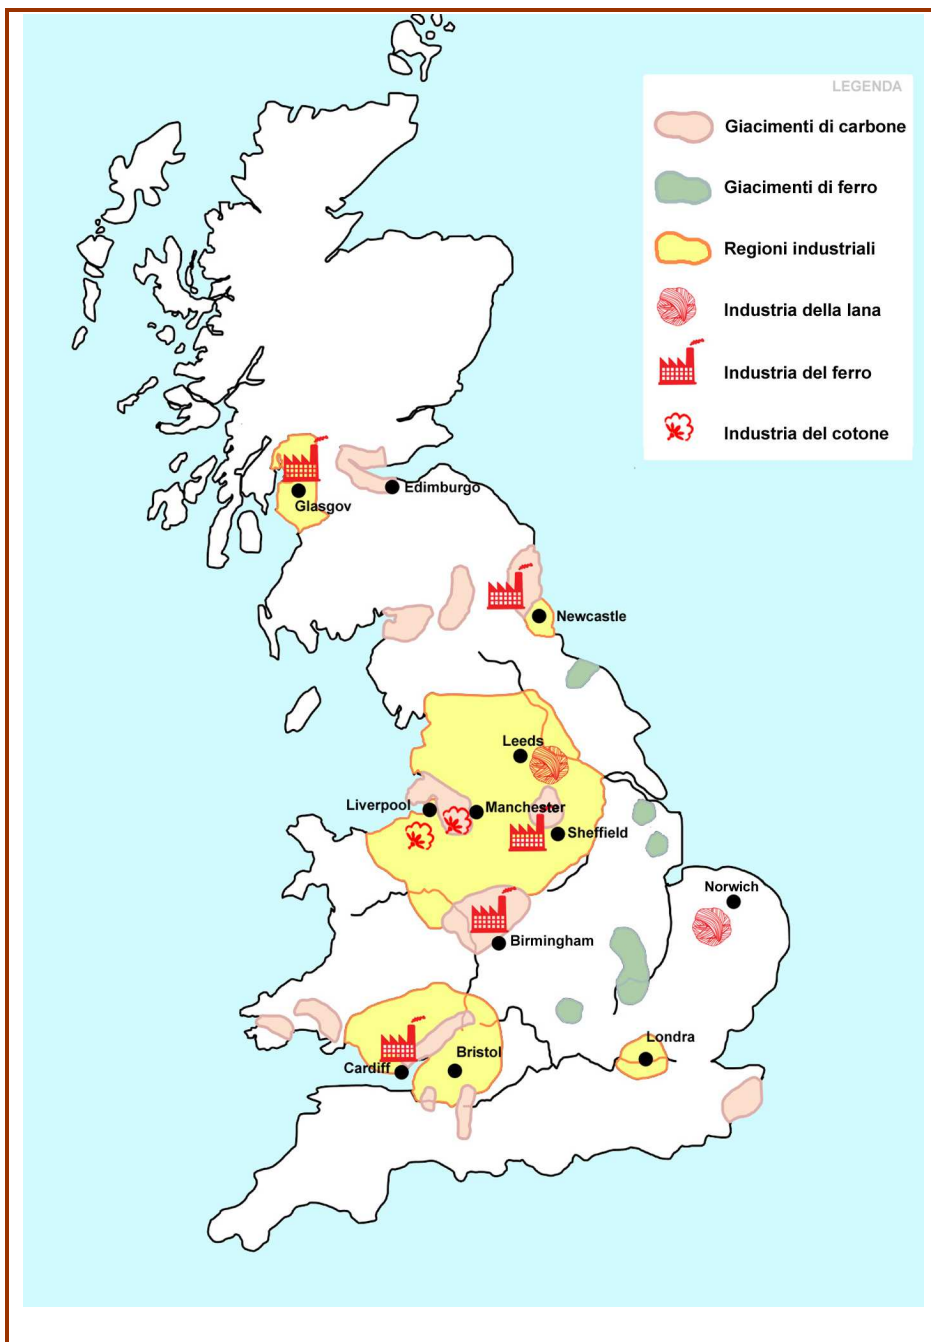 LEGENDA
Giacimenti di carbone
Giacimenti di ferro
Regioni industriali
Industria della lana
Industria del ferro
Industria del cotone
Edimburgo
Glasgov
Newcastle
Leeds
Liverpool
Manchester
Sheffield
Norwich
Birmingham
Londra
Bristol
Cardiff